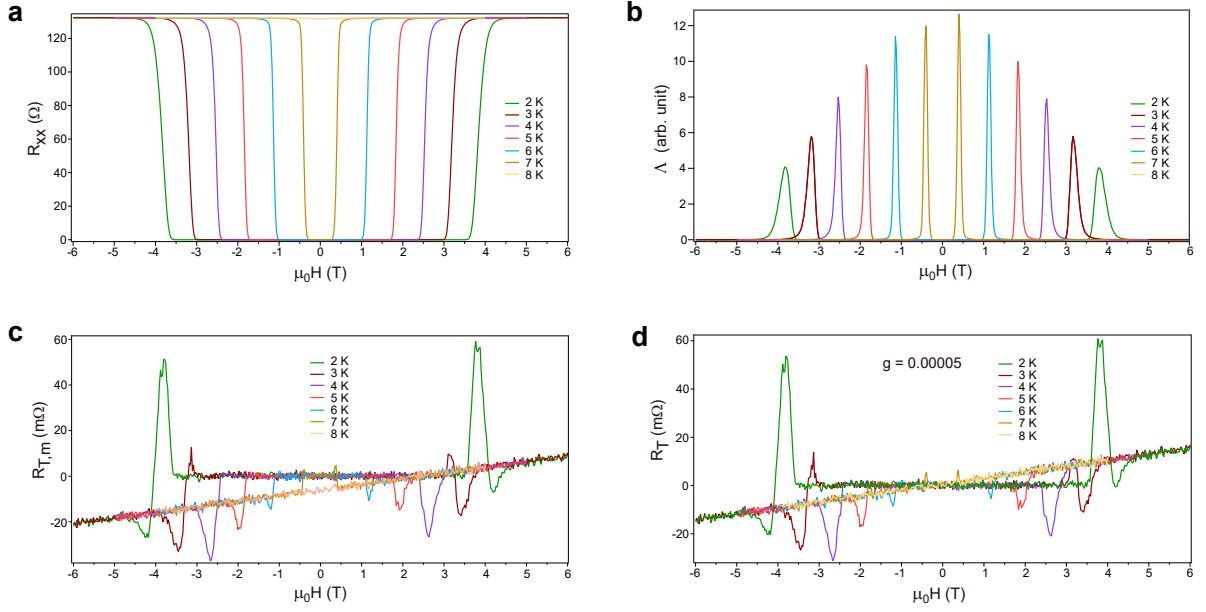 a
R_xx (Ω)
120
100
80
60
40
20
0
2 K
3 K
4 K
5 K
6 K
7 K
8 K
-6 -5 -4 -3 -2 -1 0 1 2 3 4 5 6
μ₀H (T)
b
Λ (arb. unit)
12
10
8
6
4
2
0
2 K
3 K
4 K
5 K
6 K
7 K
8 K
-6 -5 -4 -3 -2 -1 0 1 2 3 4 5 6
μ₀H (T)
c
R_T,m (mΩ)
60
40
20
0
-20
2 K
3 K
4 K
5 K
6 K
7 K
8 K
-6 -5 -4 -3 -2 -1 0 1 2 3 4 5 6
μ₀H (T)
d
R_T (mΩ)
60
40
20
0
-20
g = 0.00005
2 K
3 K
4 K
5 K
6 K
7 K
8 K
-6 -5 -4 -3 -2 -1 0 1 2 3 4 5 6
μ₀H (T)